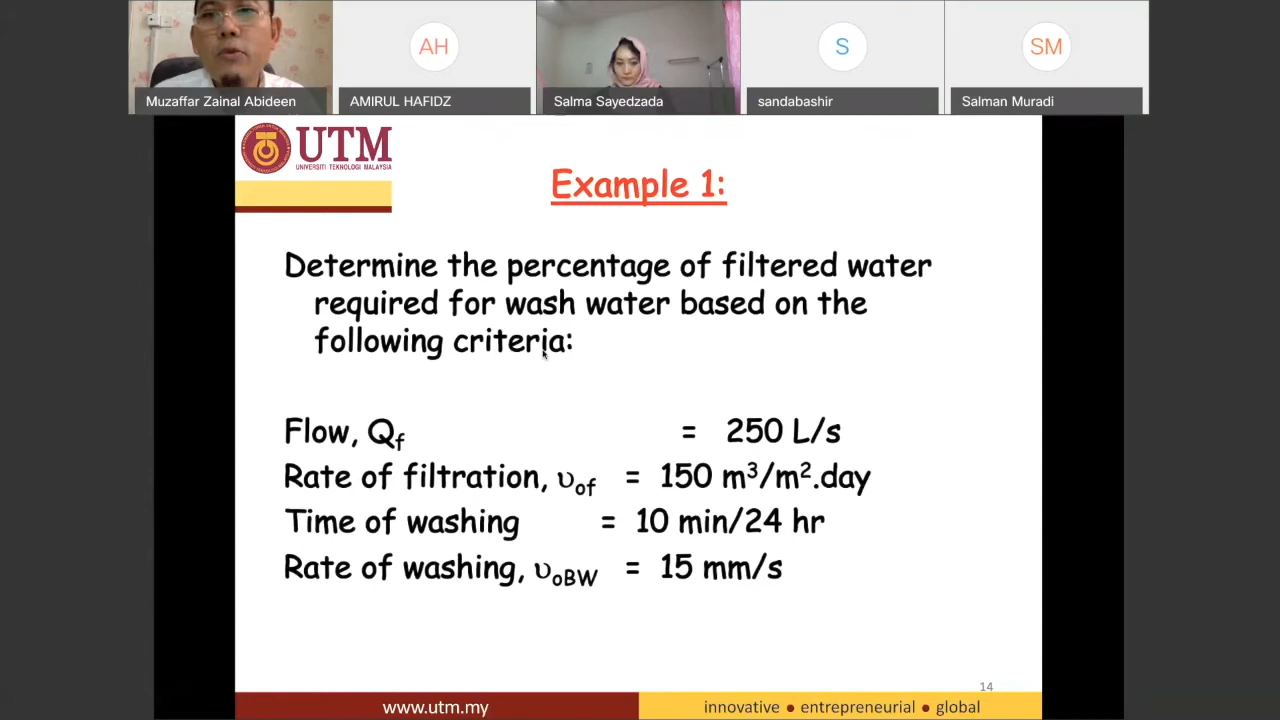 AH
S
SM
Muzaffar Zainal Abideen
AMIRUL HAFIDZ
Salma Sayedzada
sandabashir
Salman Muradi
UTM
UNIVERSITI TEKNOLOGI MALAYSIA
Example 1:
Determine the percentage of filtered water
required for wash water based on the
following criteria:
Flow, Qf = 250 L/s
Rate of filtration, υof = 150 m³/m².day
Time of washing = 10 min/24 hr
Rate of washing, υoBW = 15 mm/s
14
www.utm.my
innovative ● entrepreneurial ● global